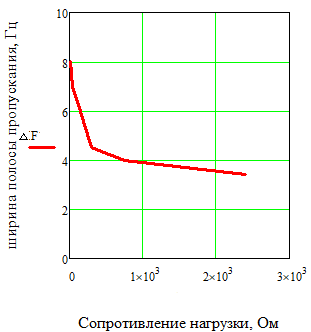 ширина полосы пропускания, Гц
10
8
6
ΔF
4
2
0
0 1×10³ 2×10³ 3×10³
Сопротивление нагрузки, Ом